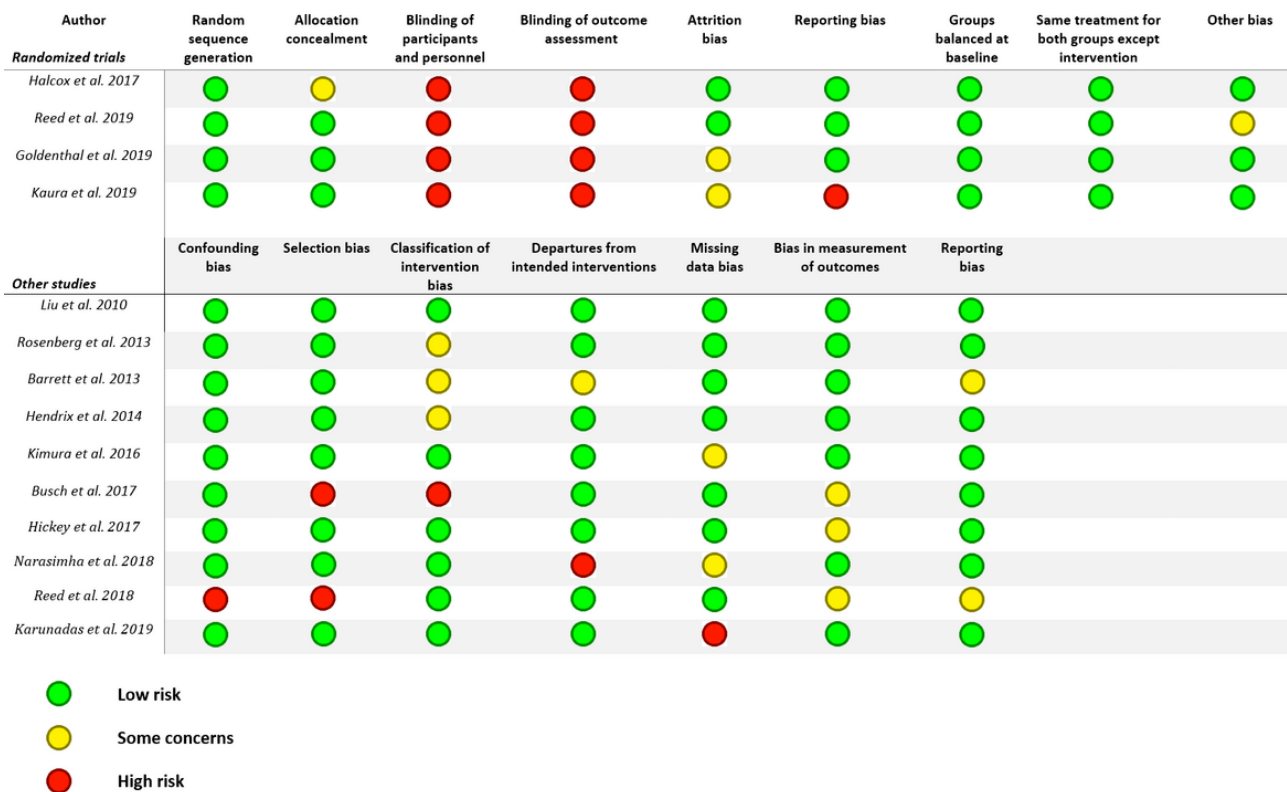 Author
Random sequence generation
Allocation concealment
Blinding of participants and personnel
Blinding of outcome assessment
Attrition bias
Reporting bias
Groups balanced at baseline
Same treatment for both groups except intervention
Other bias
Randomized trials
Halcox et al. 2017
Reed et al. 2019
Goldenthal et al. 2019
Kaura et al. 2019
Confounding bias
Selection bias
Classification of intervention bias
Departures from intended interventions
Missing data bias
Bias in measurement of outcomes
Reporting bias
Other studies
Liu et al. 2010
Rosenberg et al. 2013
Barrett et al. 2013
Hendrix et al. 2014
Kimura et al. 2016
Busch et al. 2017
Hickey et al. 2017
Narasimha et al. 2018
Reed et al. 2018
Karunadas et al. 2019
Low risk
Some concerns
High risk